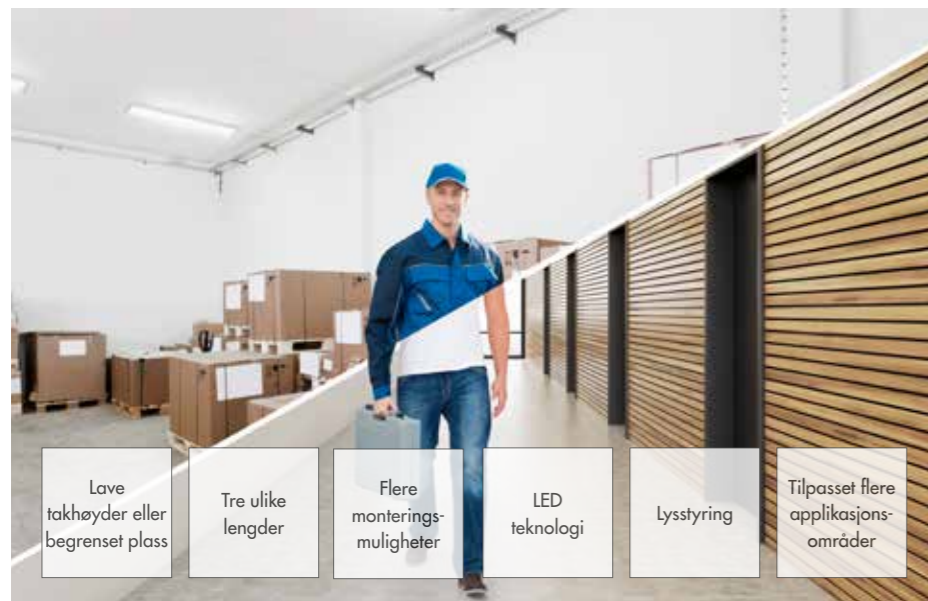 Lave
takhøyder eller
begrenset plass
Tre ulike
lengder
Flere
monterings-
muligheter
LED
teknologi
Lysstyring
Tilpasset flere
applikasjons-
områder